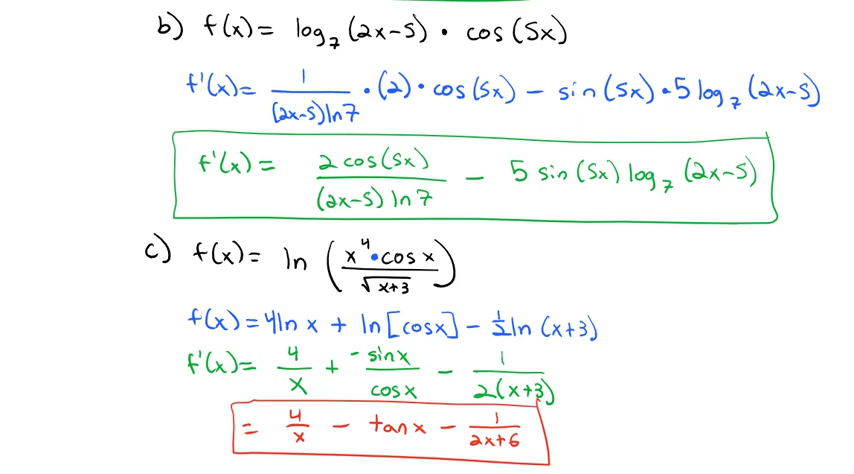 b) f(x) = log₇ (2x-5) • cos(5x)
f'(x) = 1/((2x-5) ln 7) • (2) • cos(5x) - sin(5x) • 5 log₇ (2x-5)
f'(x) = 2 cos(5x)/((2x-5) ln 7) - 5 sin(5x) log₇ (2x-5)
c) f(x) = ln (x⁴ • cos x/√(x+3))
f(x) = 4 ln x + ln[cos x] - ½ ln (x+3)
f'(x) = 4/x + -sin x/cos x - 1/(2(x+3))
= 4/x - tan x - 1/(2x+6)